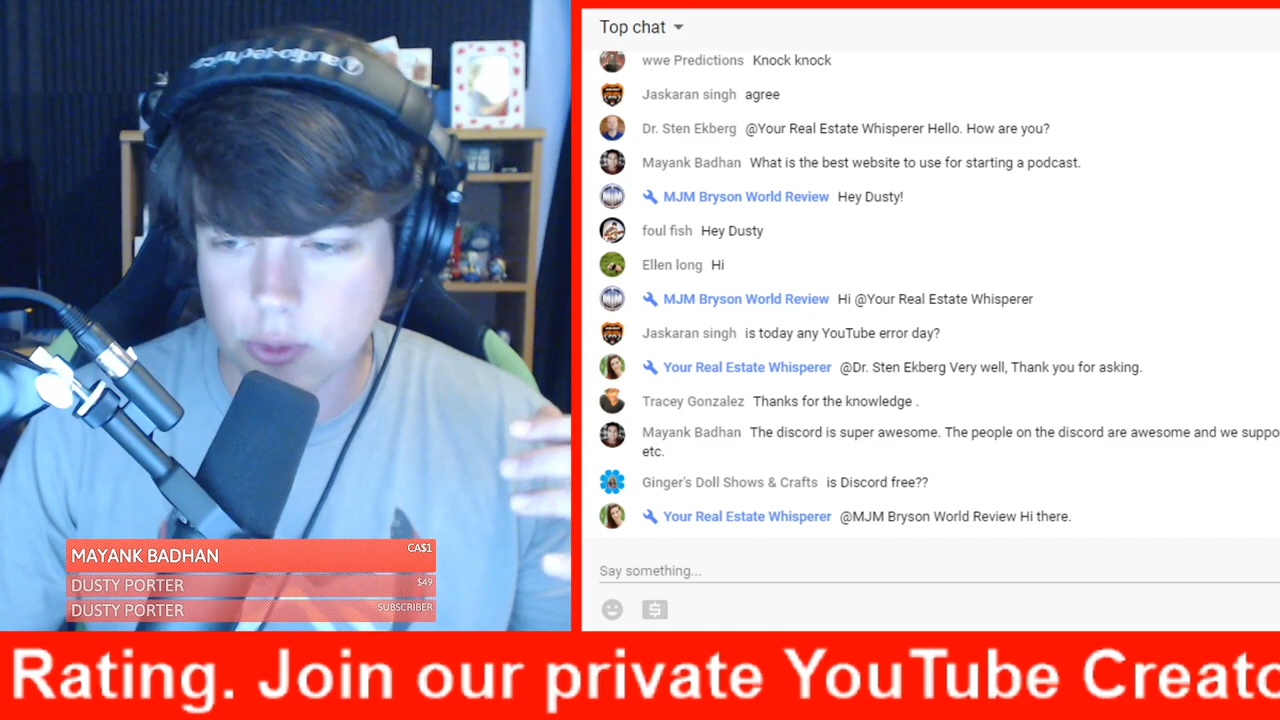 audio-technica
MAYANK BADHAN CA$1
DUSTY PORTER $49
DUSTY PORTER SUBSCRIBER
Top chat
wwe Predictions Knock knock
Jaskaran singh agree
Dr. Sten Ekberg @Your Real Estate Whisperer Hello. How are you?
Mayank Badhan What is the best website to use for starting a podcast.
MJM Bryson World Review Hey Dusty!
foul fish Hey Dusty
Ellen long Hi
MJM Bryson World Review Hi @Your Real Estate Whisperer
Jaskaran singh is today any YouTube error day?
Your Real Estate Whisperer @Dr. Sten Ekberg Very well, Thank you for asking.
Tracey Gonzalez Thanks for the knowledge .
Mayank Badhan The discord is super awesome. The people on the discord are awesome and we suppo
etc.
Ginger's Doll Shows & Crafts is Discord free??
Your Real Estate Whisperer @MJM Bryson World Review Hi there.
Say something...
Rating. Join our private YouTube Creato